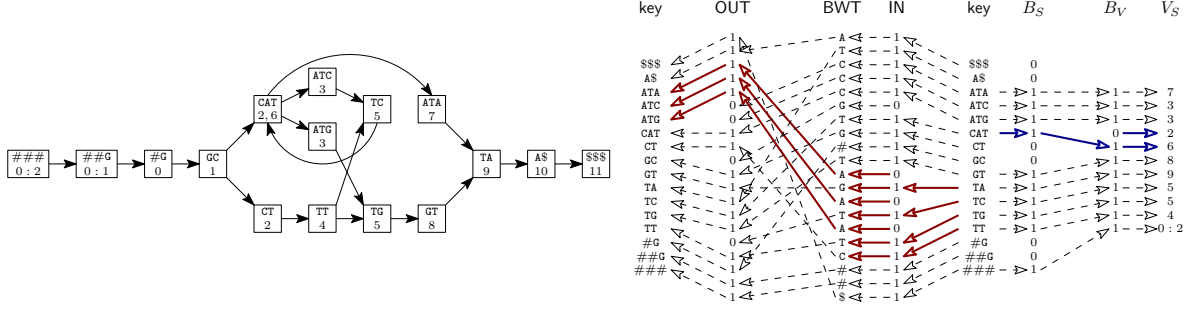 ATC
3
CAT
2, 6
TC
5
ATA
7
ATG
3
###
0 : 2
##G
0 : 1
#G
0
GC
1
TA
9
A$
10
$$$
11
CT
2
TT
4
TG
5
GT
8
key OUT BWT IN key B_S B_V V_S
1 A 1
1 T 1
$$$ 1 C 1 $$$ 0
A$ 1 C 1 A$ 0
ATA 1 C 1 ATA 1 1 7
ATC 0 G 0 ATC 1 1 3
ATG 0 T 1 ATG 1 1 3
CAT 1 G 1 CAT 1 0 2
CT 1 # 1 CT 0 1 6
GC 0 T 1 GC 0 1 8
GT 1 A 0 GT 1 1 9
TA 1 G 1 TA 1 1 5
TC 1 A 0 TC 1 1 5
TG 1 T 1 TG 1 1 4
TT 1 A 0 TT 1 1 0 : 2
#G 0 T 1 #G 0
##G 1 C 1 ##G 0
### 1 # 1 ### 1
1 # 1
1 $ 1